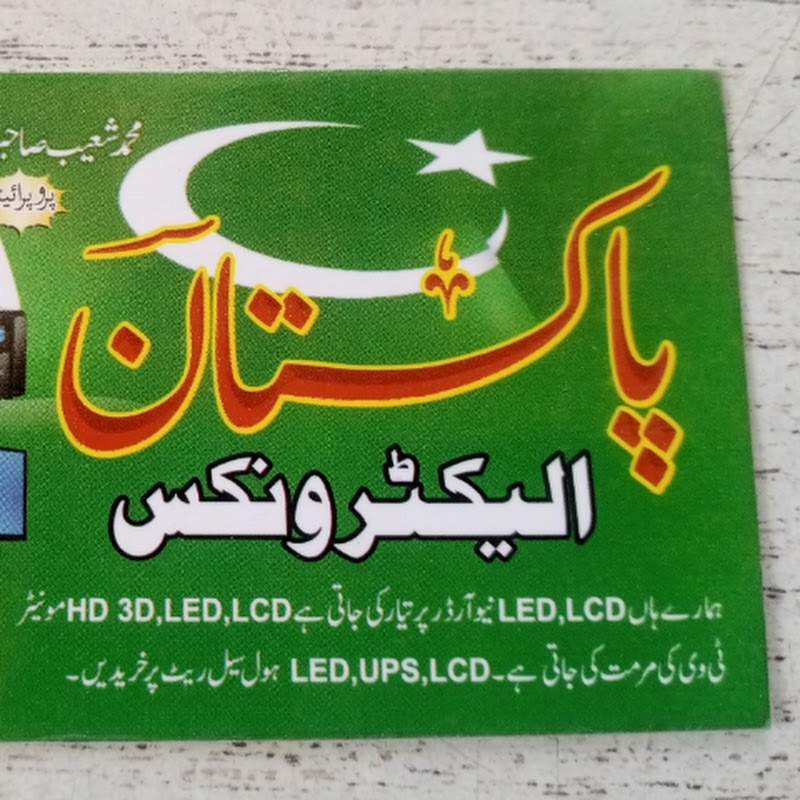 محمد شعیب صاحب
پروپرائیٹر
پاکستان
الیکٹرونکس
ہمارے ہاں LED,LCD نیو آرڈر پر تیار کی جاتی ہے HD 3D,LED,LCD مونیٹر
ٹی وی کی مرمت کی جاتی ہے۔ LED,UPS,LCD ہول سیل ریٹ پر خریدیں۔